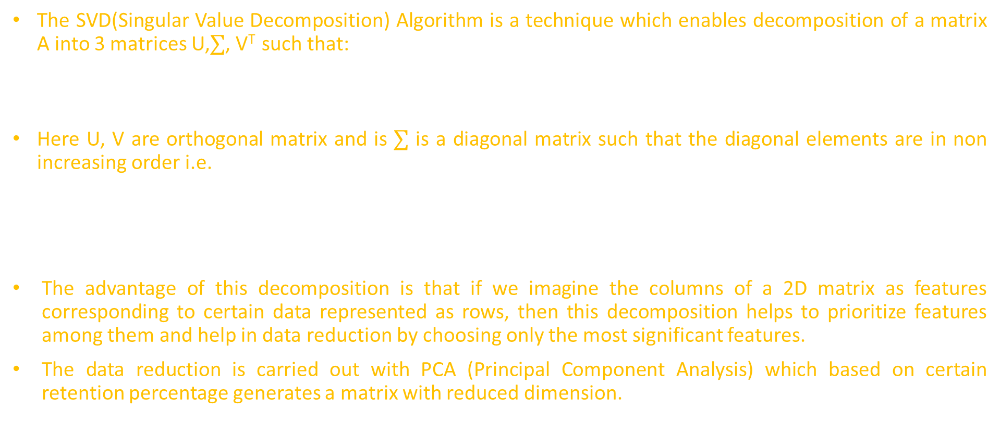 • The SVD(Singular Value Decomposition) Algorithm is a technique which enables decomposition of a matrix
A into 3 matrices U,∑, Vᵀ such that:
• Here U, V are orthogonal matrix and is ∑ is a diagonal matrix such that the diagonal elements are in non
increasing order i.e.
• The advantage of this decomposition is that if we imagine the columns of a 2D matrix as features
corresponding to certain data represented as rows, then this decomposition helps to prioritize features
among them and help in data reduction by choosing only the most significant features.
• The data reduction is carried out with PCA (Principal Component Analysis) which based on certain
retention percentage generates a matrix with reduced dimension.